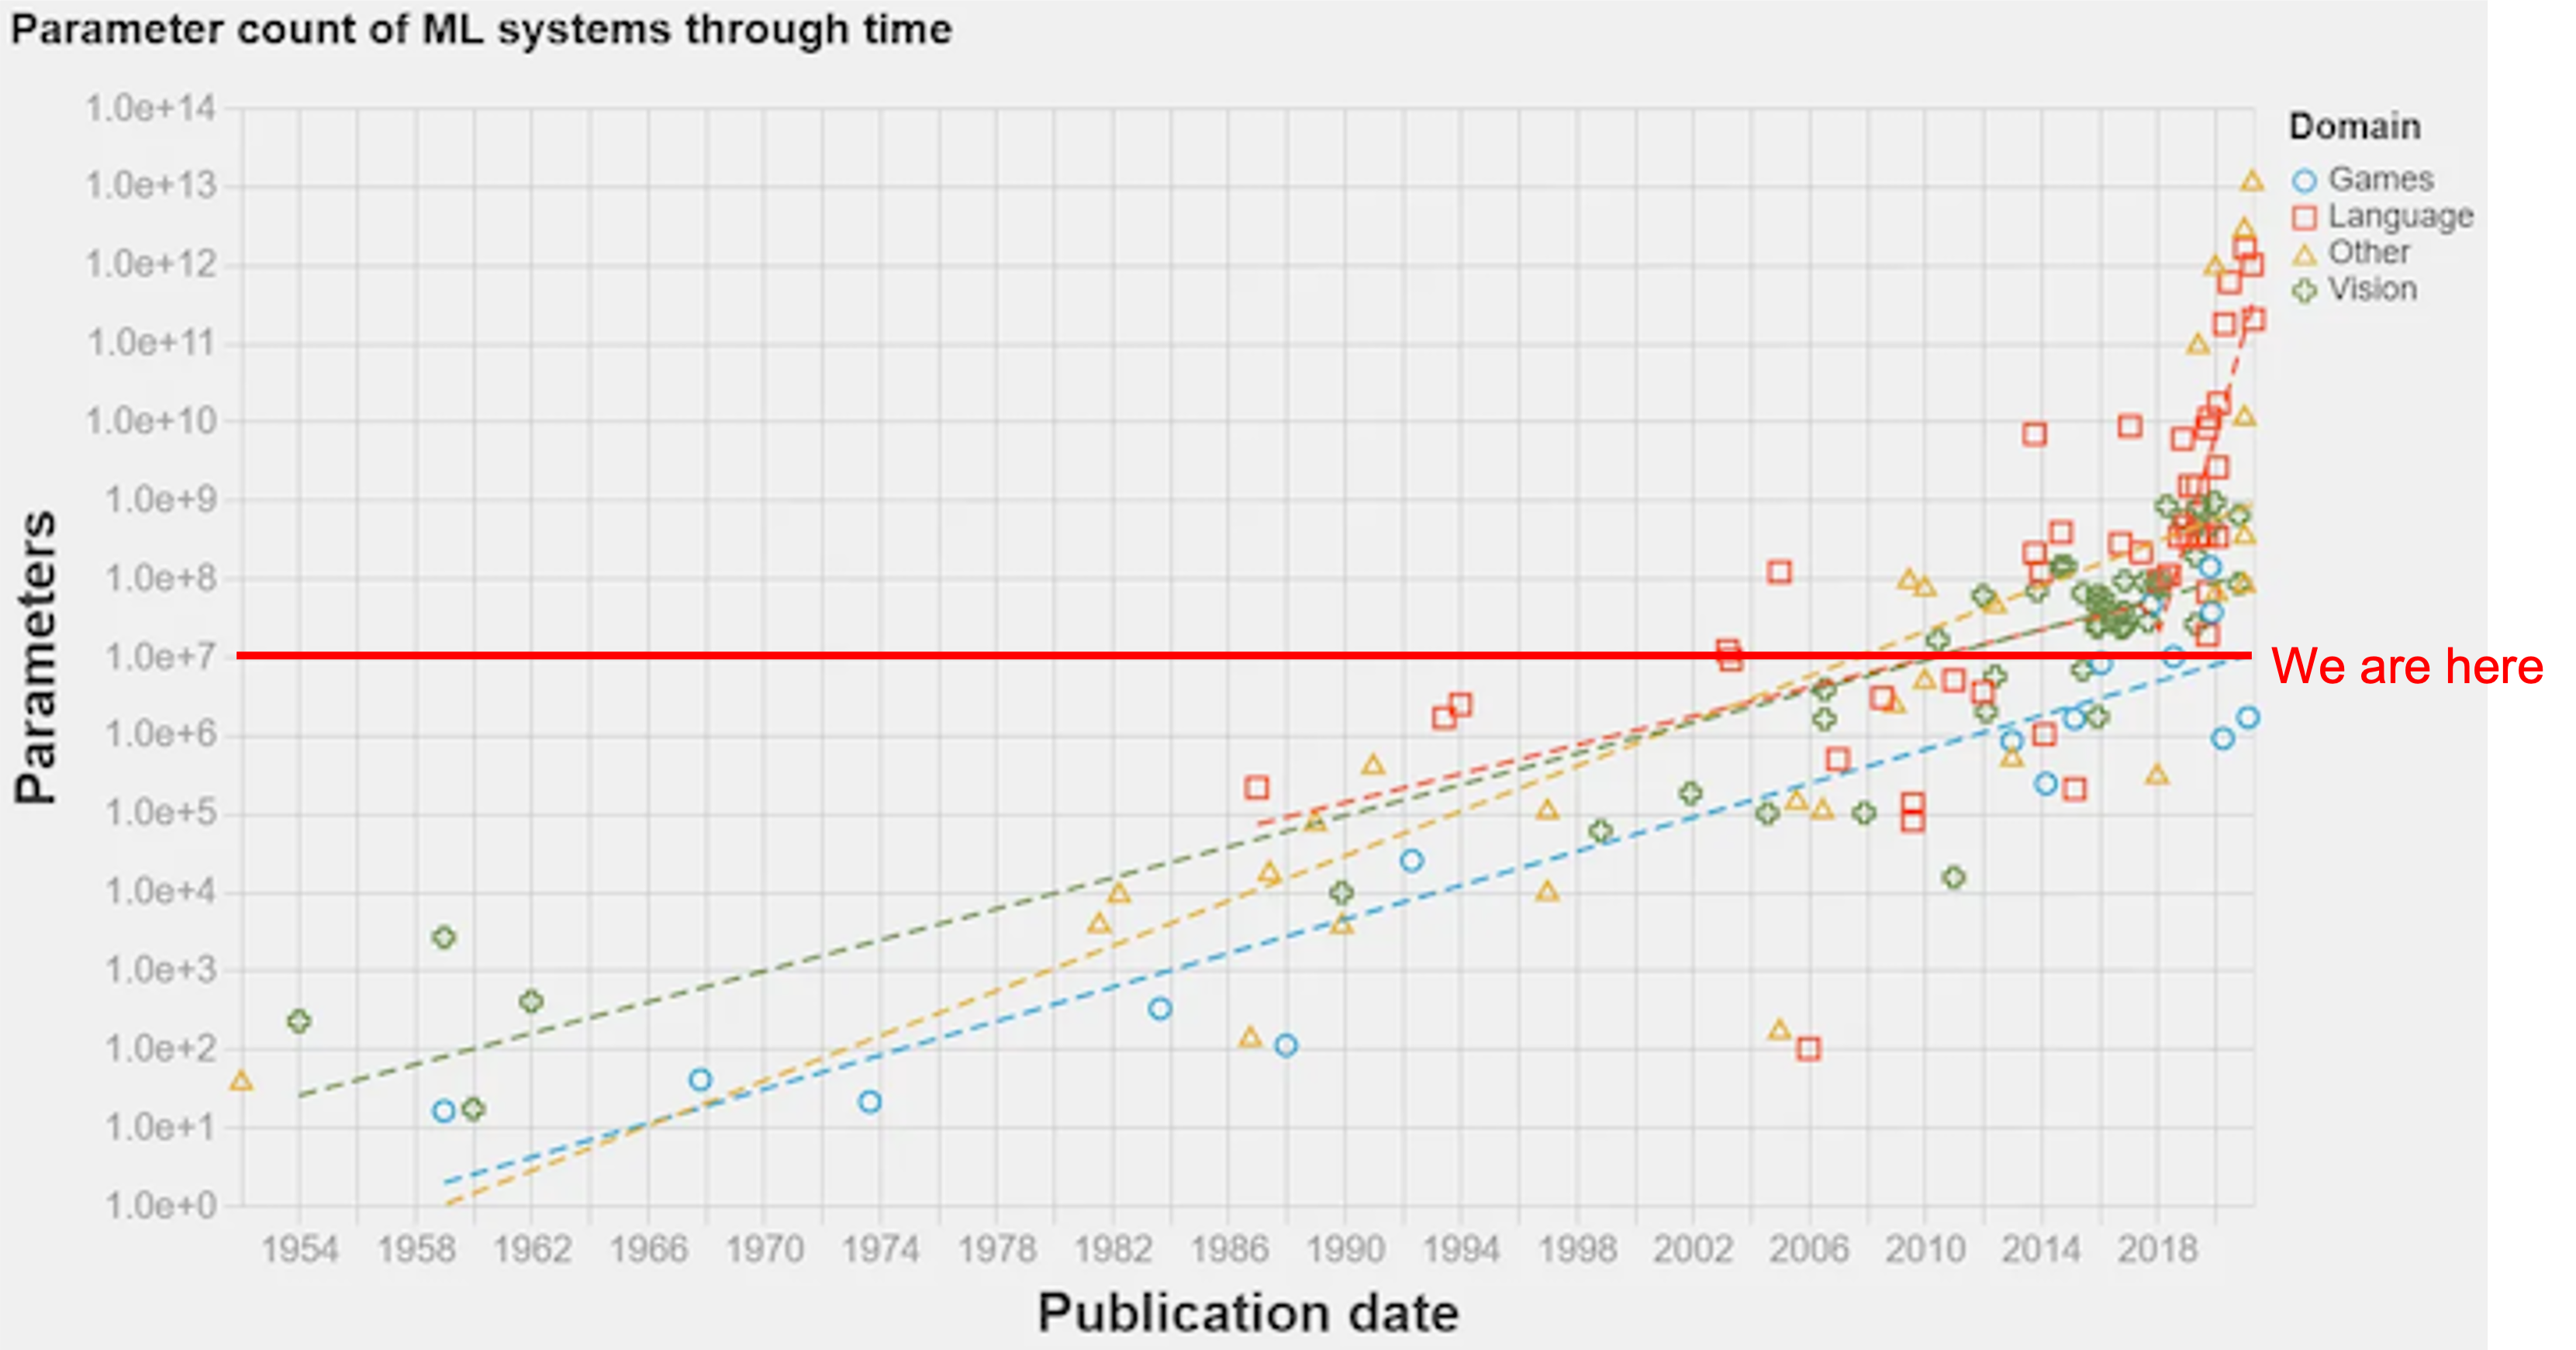 Parameter count of ML systems through time
1.0e+14
1.0e+13
1.0e+12
1.0e+11
1.0e+10
1.0e+9
1.0e+8
1.0e+7
1.0e+6
1.0e+5
1.0e+4
1.0e+3
1.0e+2
1.0e+1
1.0e+0
Parameters
1954 1958 1962 1966 1970 1974 1978 1982 1986 1990 1994 1998 2002 2006 2010 2014 2018
Publication date
Domain
Games
Language
Other
Vision
We are here